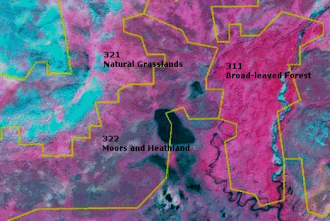 321
Natural Grasslands
311
Broad-leaved Forest
322
Moors and Heathland